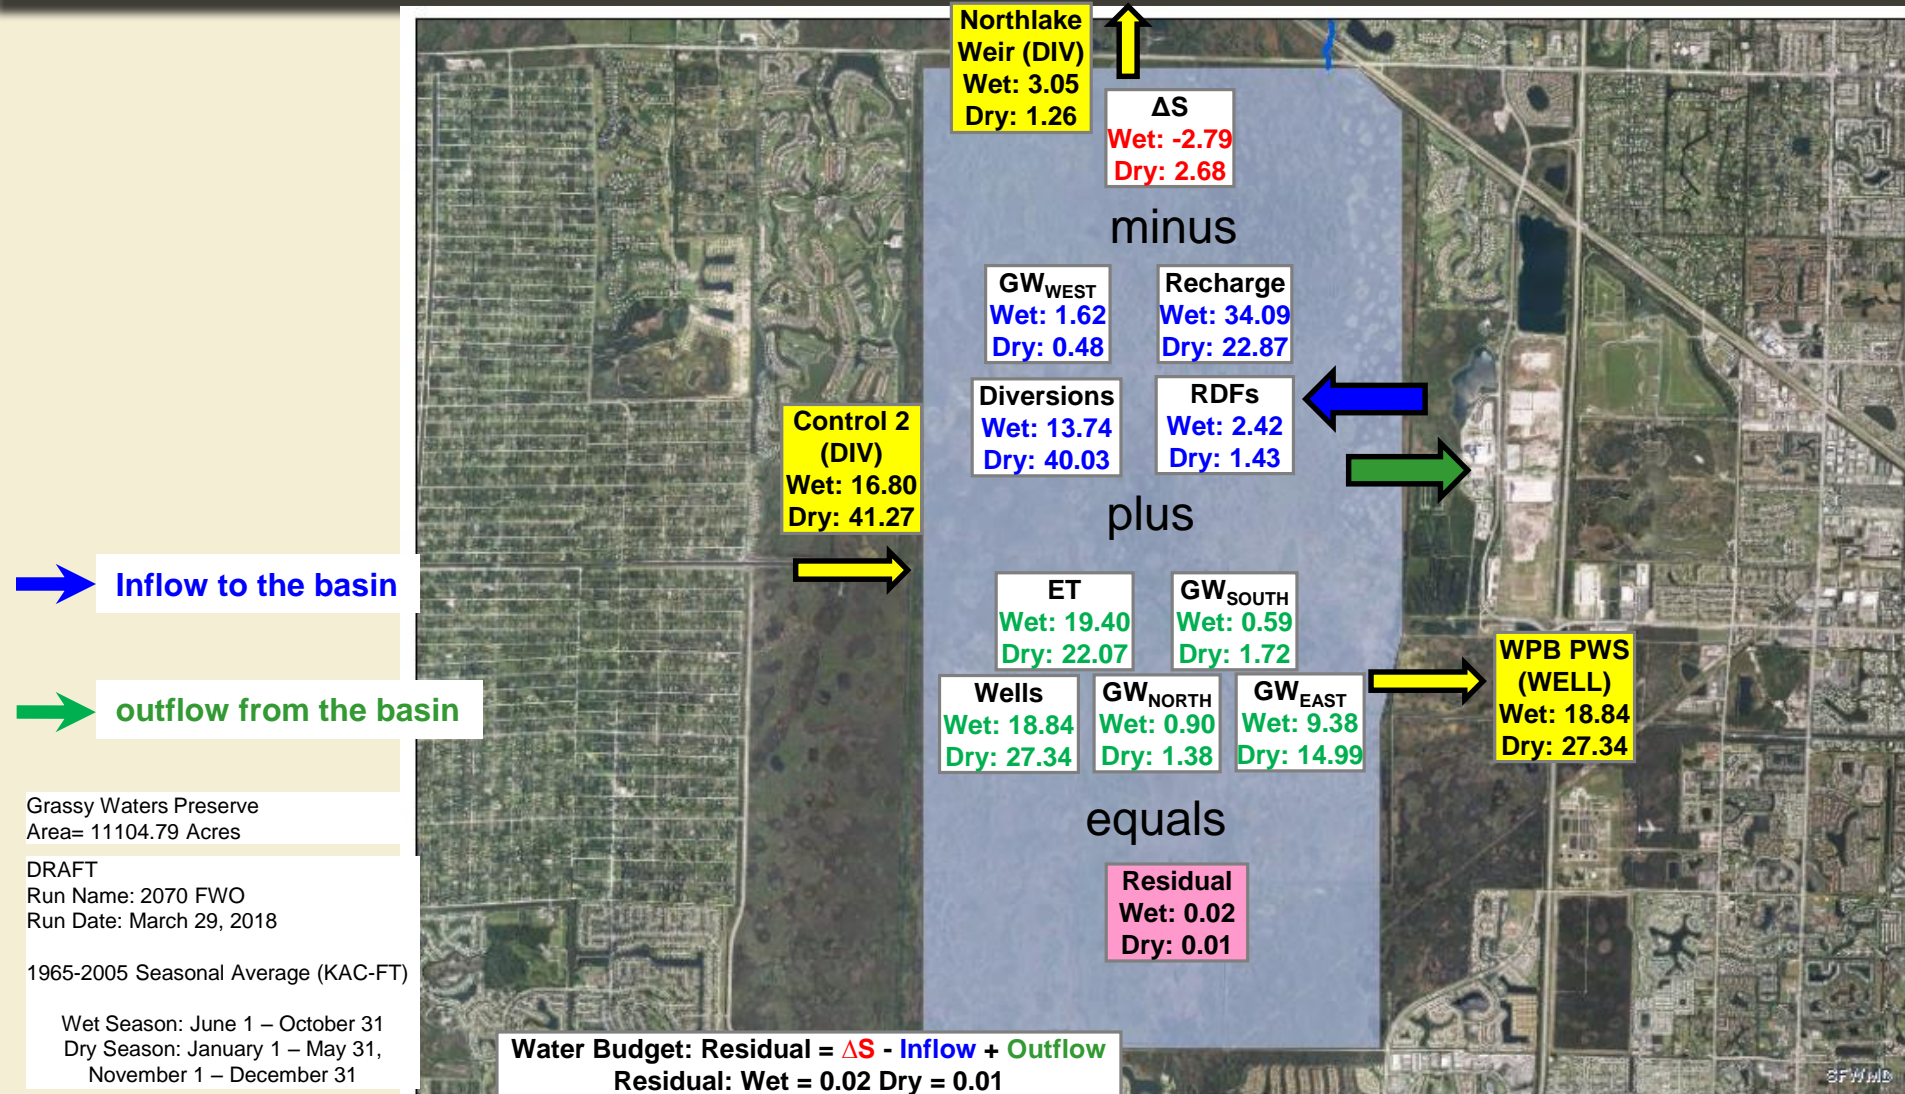 Northlake
Weir (DIV)
Wet: 3.05
Dry: 1.26
ΔS
Wet: -2.79
Dry: 2.68
minus
GWWEST
Wet: 1.62
Dry: 0.48
Recharge
Wet: 34.09
Dry: 22.87
Diversions
Wet: 13.74
Dry: 40.03
RDFs
Wet: 2.42
Dry: 1.43
Control 2
(DIV)
Wet: 16.80
Dry: 41.27
plus
ET
Wet: 19.40
Dry: 22.07
GWSOUTH
Wet: 0.59
Dry: 1.72
Wells
Wet: 18.84
Dry: 27.34
GWNORTH
Wet: 0.90
Dry: 1.38
GWEAST
Wet: 9.38
Dry: 14.99
WPB PWS
(WELL)
Wet: 18.84
Dry: 27.34
equals
Residual
Wet: 0.02
Dry: 0.01
Inflow to the basin
outflow from the basin
Grassy Waters Preserve
Area= 11104.79 Acres
DRAFT
Run Name: 2070 FWO
Run Date: March 29, 2018
1965-2005 Seasonal Average (KAC-FT)
Wet Season: June 1 – October 31
Dry Season: January 1 – May 31,
November 1 – December 31
Water Budget: Residual = ΔS - Inflow + Outflow
Residual: Wet = 0.02 Dry = 0.01
SFWMD